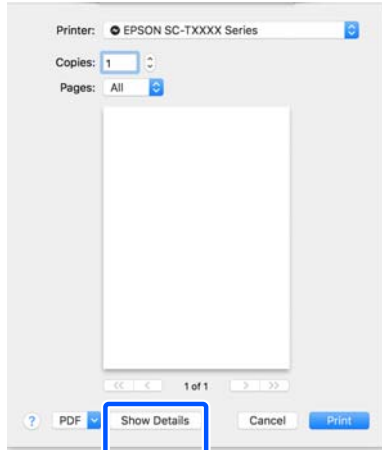 Printer: EPSON SC-TXXXX Series
Copies: 1
Pages: All
1 of 1
? PDF Show Details Cancel Print